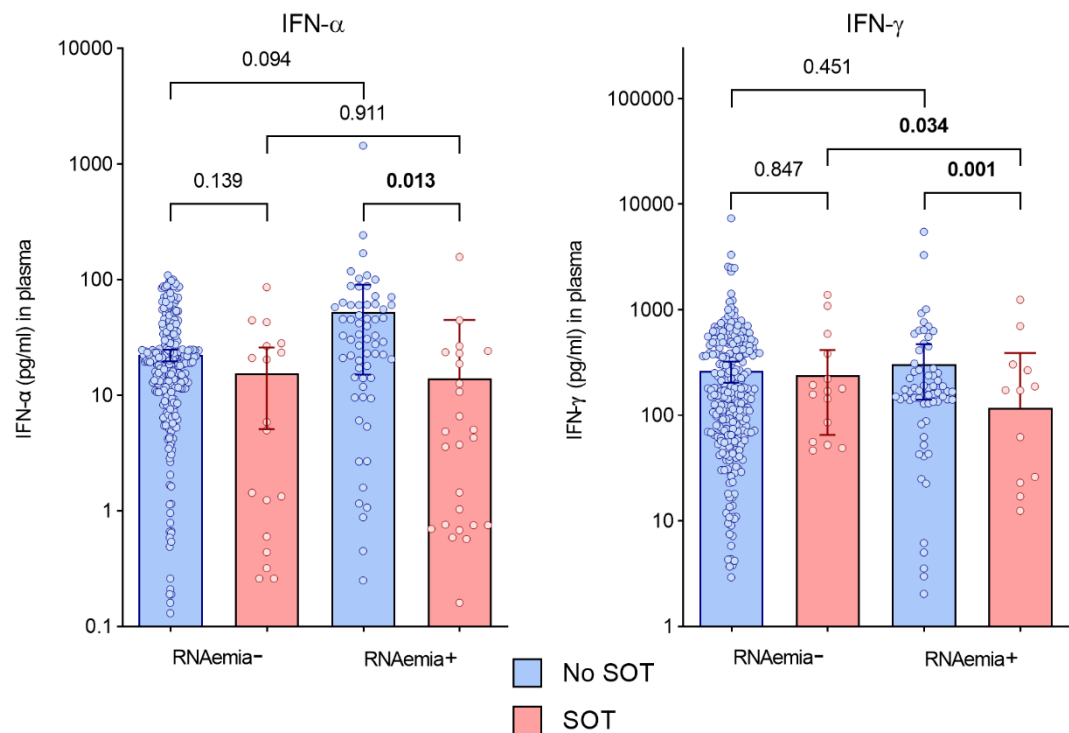 IFN-α
IFN-γ
10000
1000
100
10
1
0.1
IFN-α (pg/ml) in plasma
0.094
0.911
0.139
0.013
RNAemia-
RNAemia+
100000
10000
1000
100
10
1
IFN-γ (pg/ml) in plasma
0.451
0.034
0.847
0.001
RNAemia-
RNAemia+
No SOT
SOT